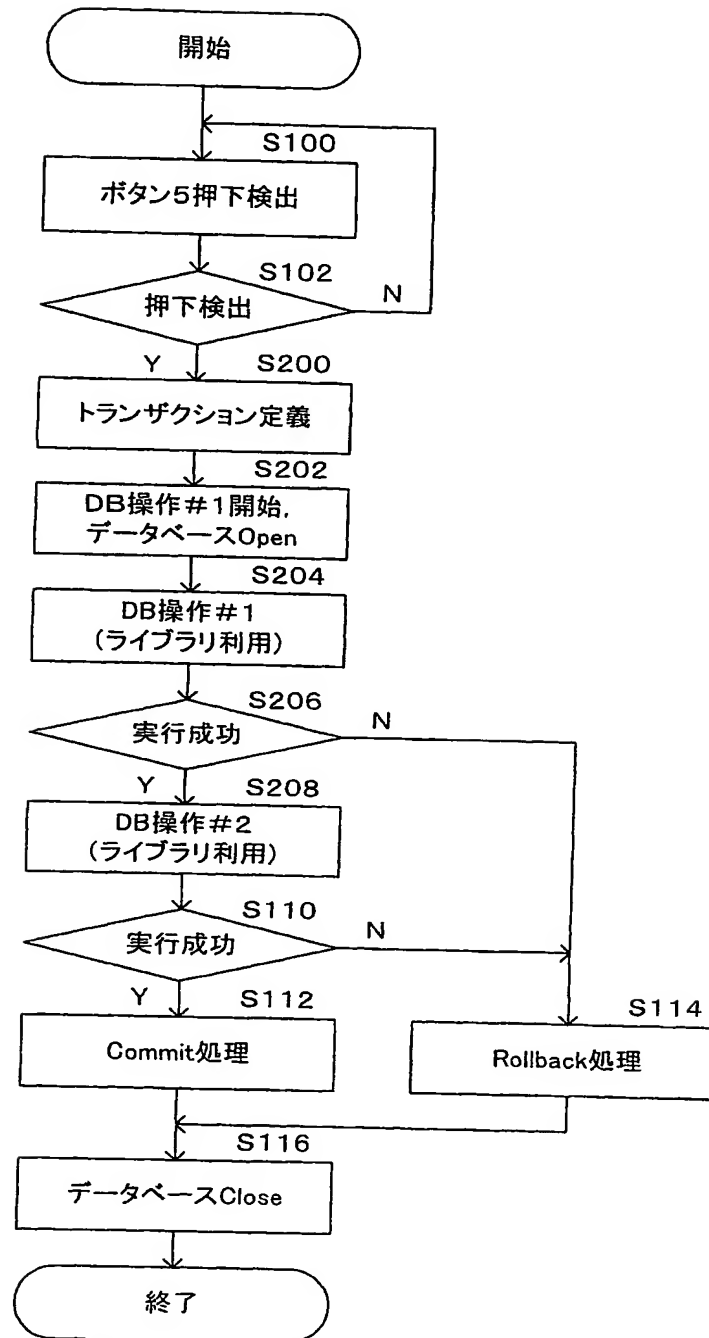 開始
S100
ボタン5押下検出
S102
押下検出
N
Y
S200
トランザクション定義
S202
DB操作#1開始,
データベースOpen
S204
DB操作#1
(ライブラリ利用)
S206
実行成功
N
Y
S208
DB操作#2
(ライブラリ利用)
S110
実行成功
N
Y
S112
Commit処理
S114
Rollback処理
S116
データベースClose
終了